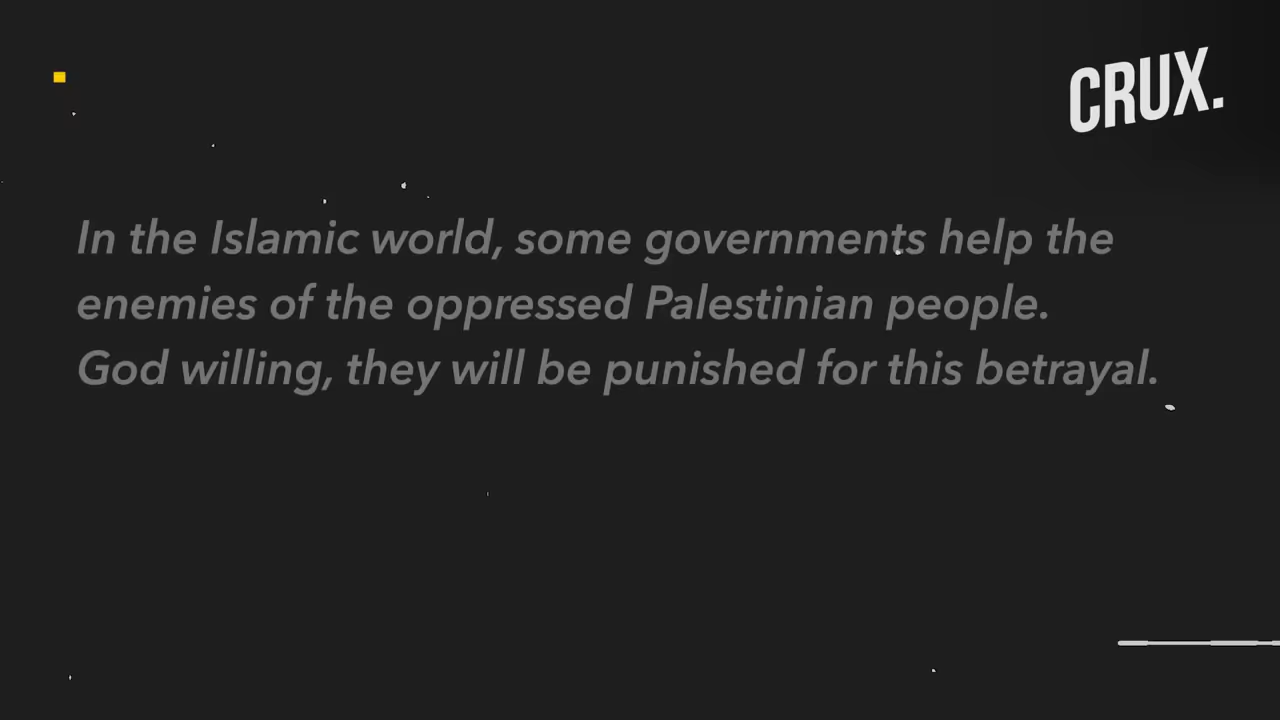 CRUX.
In the Islamic world, some governments help the
enemies of the oppressed Palestinian people.
God willing, they will be punished for this betrayal.